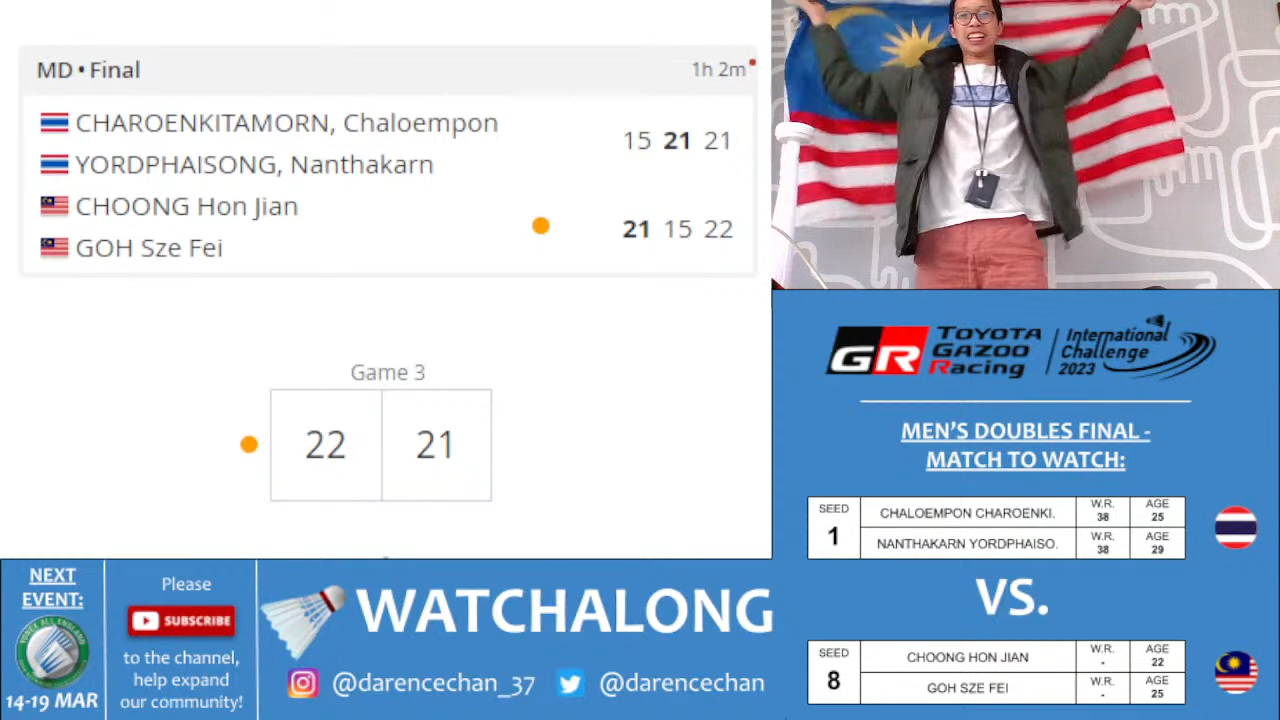 MD • Final 1h 2m
CHAROENKITAMORN, Chaloempon
YORDPHAISONG, Nanthakarn
15 21 21
CHOONG Hon Jian
GOH Sze Fei
21 15 22
Game 3
22 21
GR TOYOTA GAZOO Racing
International Challenge 2023
MEN'S DOUBLES FINAL -
MATCH TO WATCH:
SEED 1
CHALOEMPON CHAROENKI. W.R. 38 AGE 25
NANTHAKARN YORDPHAISO. W.R. 38 AGE 29
VS.
SEED 8
CHOONG HON JIAN W.R. - AGE 22
GOH SZE FEI W.R. - AGE 25
NEXT
EVENT:
14-19 MAR
Please
SUBSCRIBE
to the channel,
help expand
our community!
WATCHALONG
@darencechan_37 @darencechan